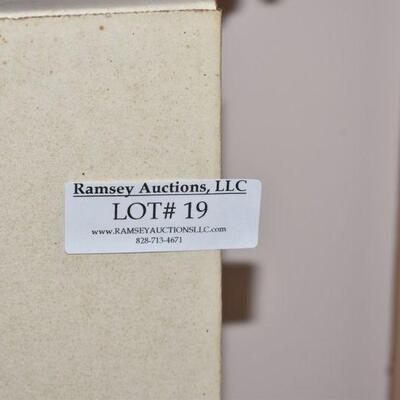 Ramsey Auctions, LLC
LOT# 19
www.RAMSEYAUCTIONSLLC.com
828-713-4671